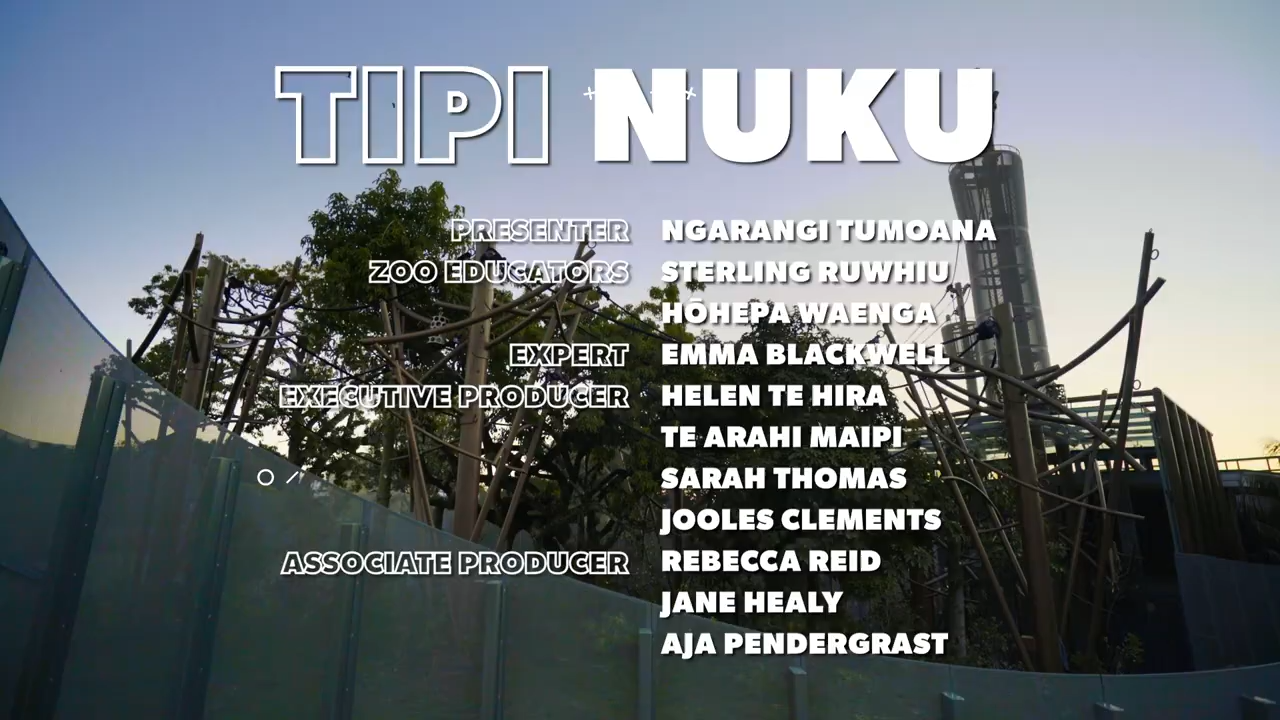 TIPI NUKU
PRESENTER NGARANGI TUMOANA
ZOO EDUCATORS STERLING RUWHIU
HŌHEPA WAENGA
EXPERT EMMA BLACKWELL
EXECUTIVE PRODUCER HELEN TE HIRA
TE ARAHI MAIPI
SARAH THOMAS
JOOLES CLEMENTS
ASSOCIATE PRODUCER REBECCA REID
JANE HEALY
AJA PENDERGRAST